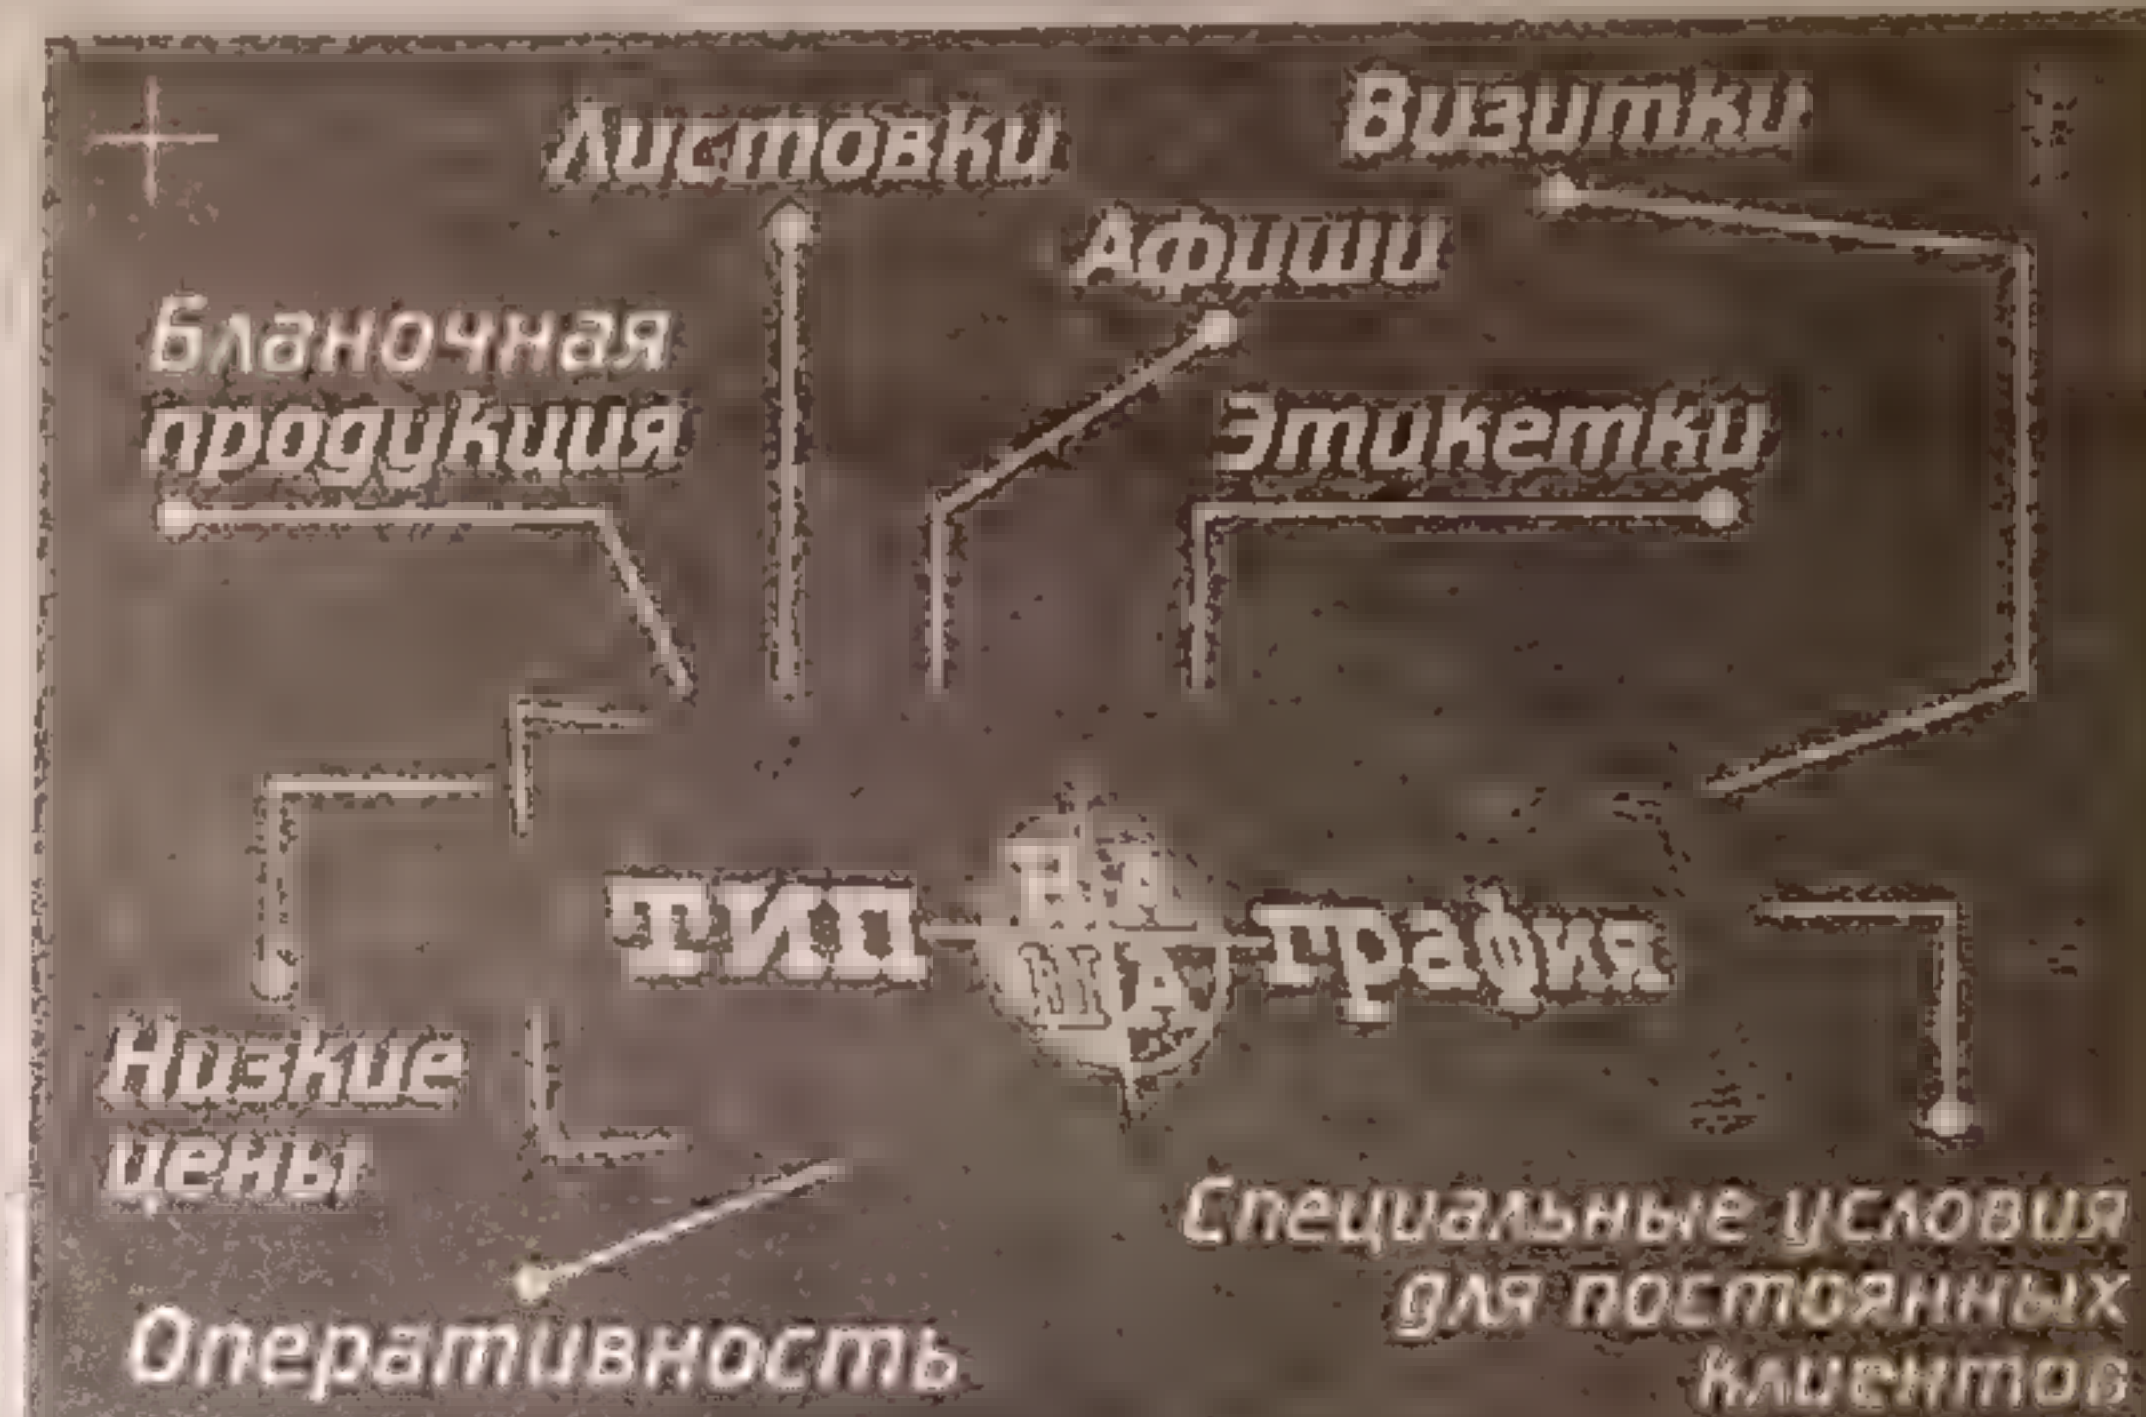 Листовки
Визитки
Афиши
Бланочная
продукция
Этикетки
тип
графия
Низкие
цены
Специальные условия
для постоянных
клиентов
Оперативность